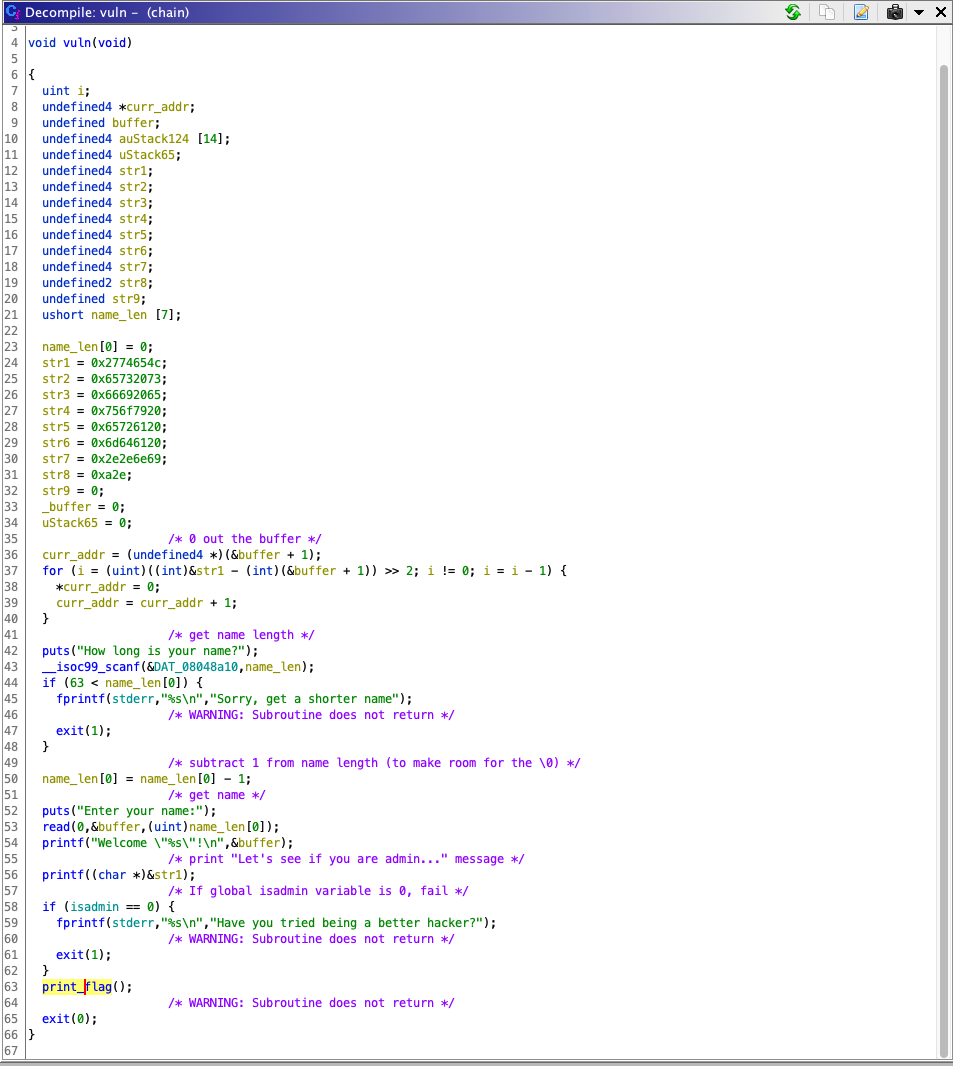 Decompile: vuln - (chain)
3
4 void vuln(void)
5
6 {
7 uint i;
8 undefined4 *curr_addr;
9 undefined buffer;
10 undefined4 auStack124 [14];
11 undefined4 uStack65;
12 undefined4 str1;
13 undefined4 str2;
14 undefined4 str3;
15 undefined4 str4;
16 undefined4 str5;
17 undefined4 str6;
18 undefined4 str7;
19 undefined2 str8;
20 undefined str9;
21 ushort name_len [7];
22
23 name_len[0] = 0;
24 str1 = 0x2774654c;
25 str2 = 0x65732073;
26 str3 = 0x66692065;
27 str4 = 0x756f7920;
28 str5 = 0x65726120;
29 str6 = 0x6d646120;
30 str7 = 0x2e2e6e69;
31 str8 = 0xa2e;
32 str9 = 0;
33 _buffer = 0;
34 uStack65 = 0;
35 /* 0 out the buffer */
36 curr_addr = (undefined4 *)(&buffer + 1);
37 for (i = (uint)((int)&str1 - (int)(&buffer + 1)) >> 2; i != 0; i = i - 1) {
38 *curr_addr = 0;
39 curr_addr = curr_addr + 1;
40 }
41 /* get name length */
42 puts("How long is your name?");
43 __isoc99_scanf(&DAT_08048a10,name_len);
44 if (63 < name_len[0]) {
45 fprintf(stderr,"%s\n","Sorry, get a shorter name");
46 /* WARNING: Subroutine does not return */
47 exit(1);
48 }
49 /* subtract 1 from name length (to make room for the \0) */
50 name_len[0] = name_len[0] - 1;
51 /* get name */
52 puts("Enter your name:");
53 read(0,&buffer,(uint)name_len[0]);
54 printf("Welcome \"%s\"!\n",&buffer);
55 /* print "Let's see if you are admin..." message */
56 printf((char *)&str1);
57 /* If global isadmin variable is 0, fail */
58 if (isadmin == 0) {
59 fprintf(stderr,"%s\n","Have you tried being a better hacker?");
60 /* WARNING: Subroutine does not return */
61 exit(1);
62 }
63 print_flag();
64 /* WARNING: Subroutine does not return */
65 exit(0);
66 }
67